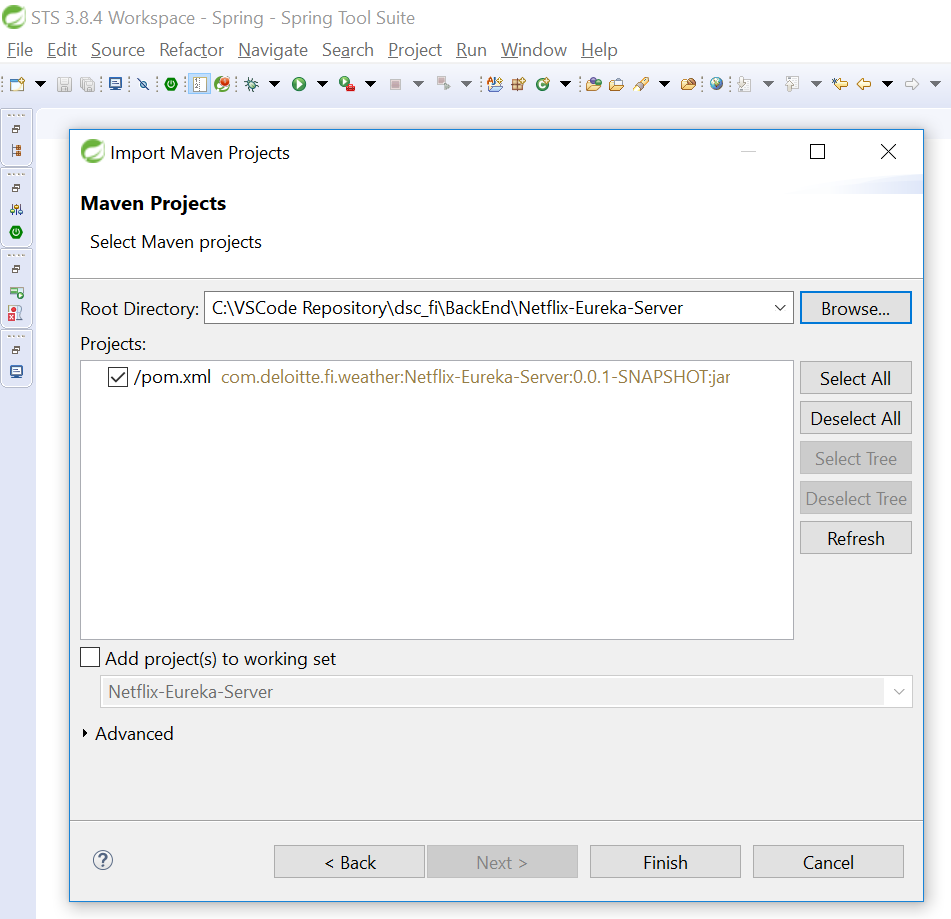 STS 3.8.4 Workspace - Spring - Spring Tool Suite
File Edit Source Refactor Navigate Search Project Run Window Help
Import Maven Projects
Maven Projects
Select Maven projects
Root Directory: C:\VSCode Repository\dsc_fi\BackEnd\Netflix-Eureka-Server Browse...
Projects:
/pom.xml com.deloitte.fi.weather:Netflix-Eureka-Server:0.0.1-SNAPSHOT:jar
Select All
Deselect All
Select Tree
Deselect Tree
Refresh
Add project(s) to working set
Netflix-Eureka-Server
Advanced
< Back Next > Finish Cancel